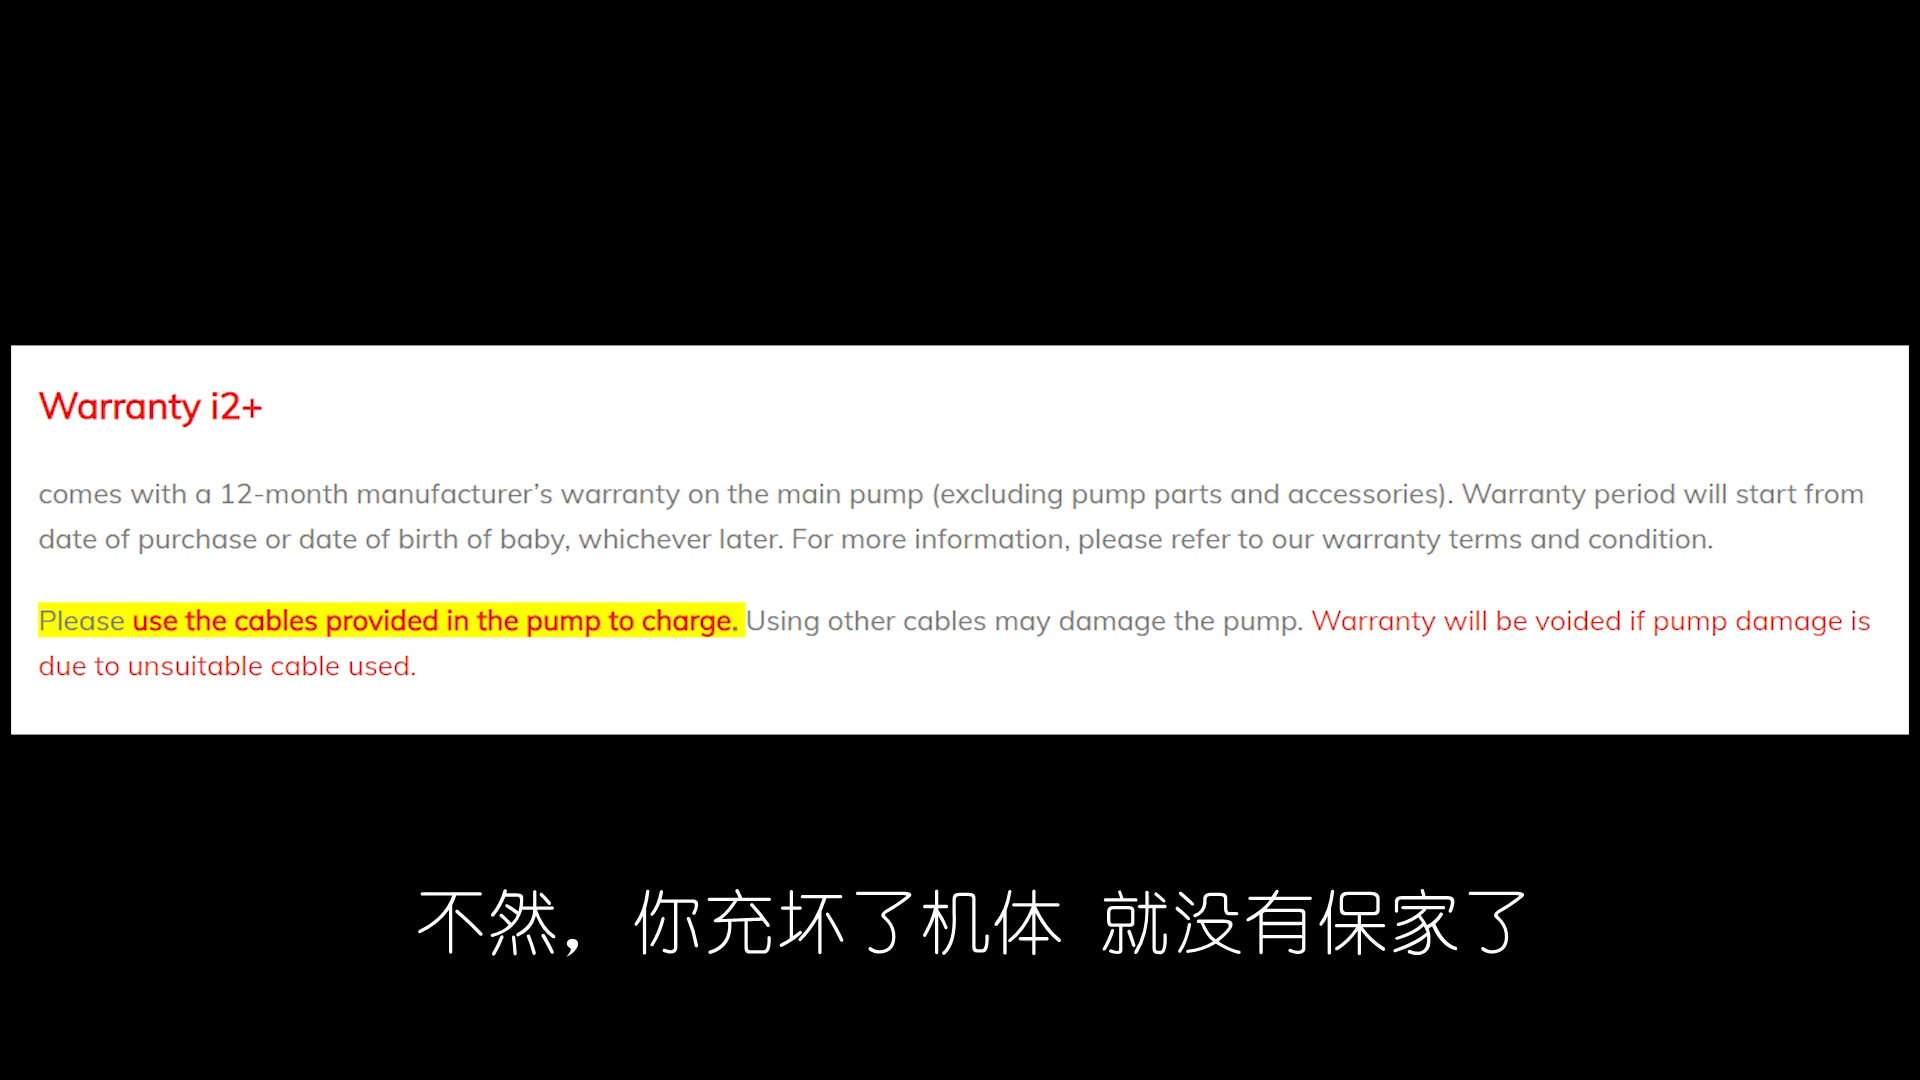 Warranty i2+
comes with a 12-month manufacturer’s warranty on the main pump (excluding pump parts and accessories). Warranty period will start from
date of purchase or date of birth of baby, whichever later. For more information, please refer to our warranty terms and condition.
Please use the cables provided in the pump to charge. Using other cables may damage the pump. Warranty will be voided if pump damage is
due to unsuitable cable used.
不然，你充坏了机体 就没有保家了